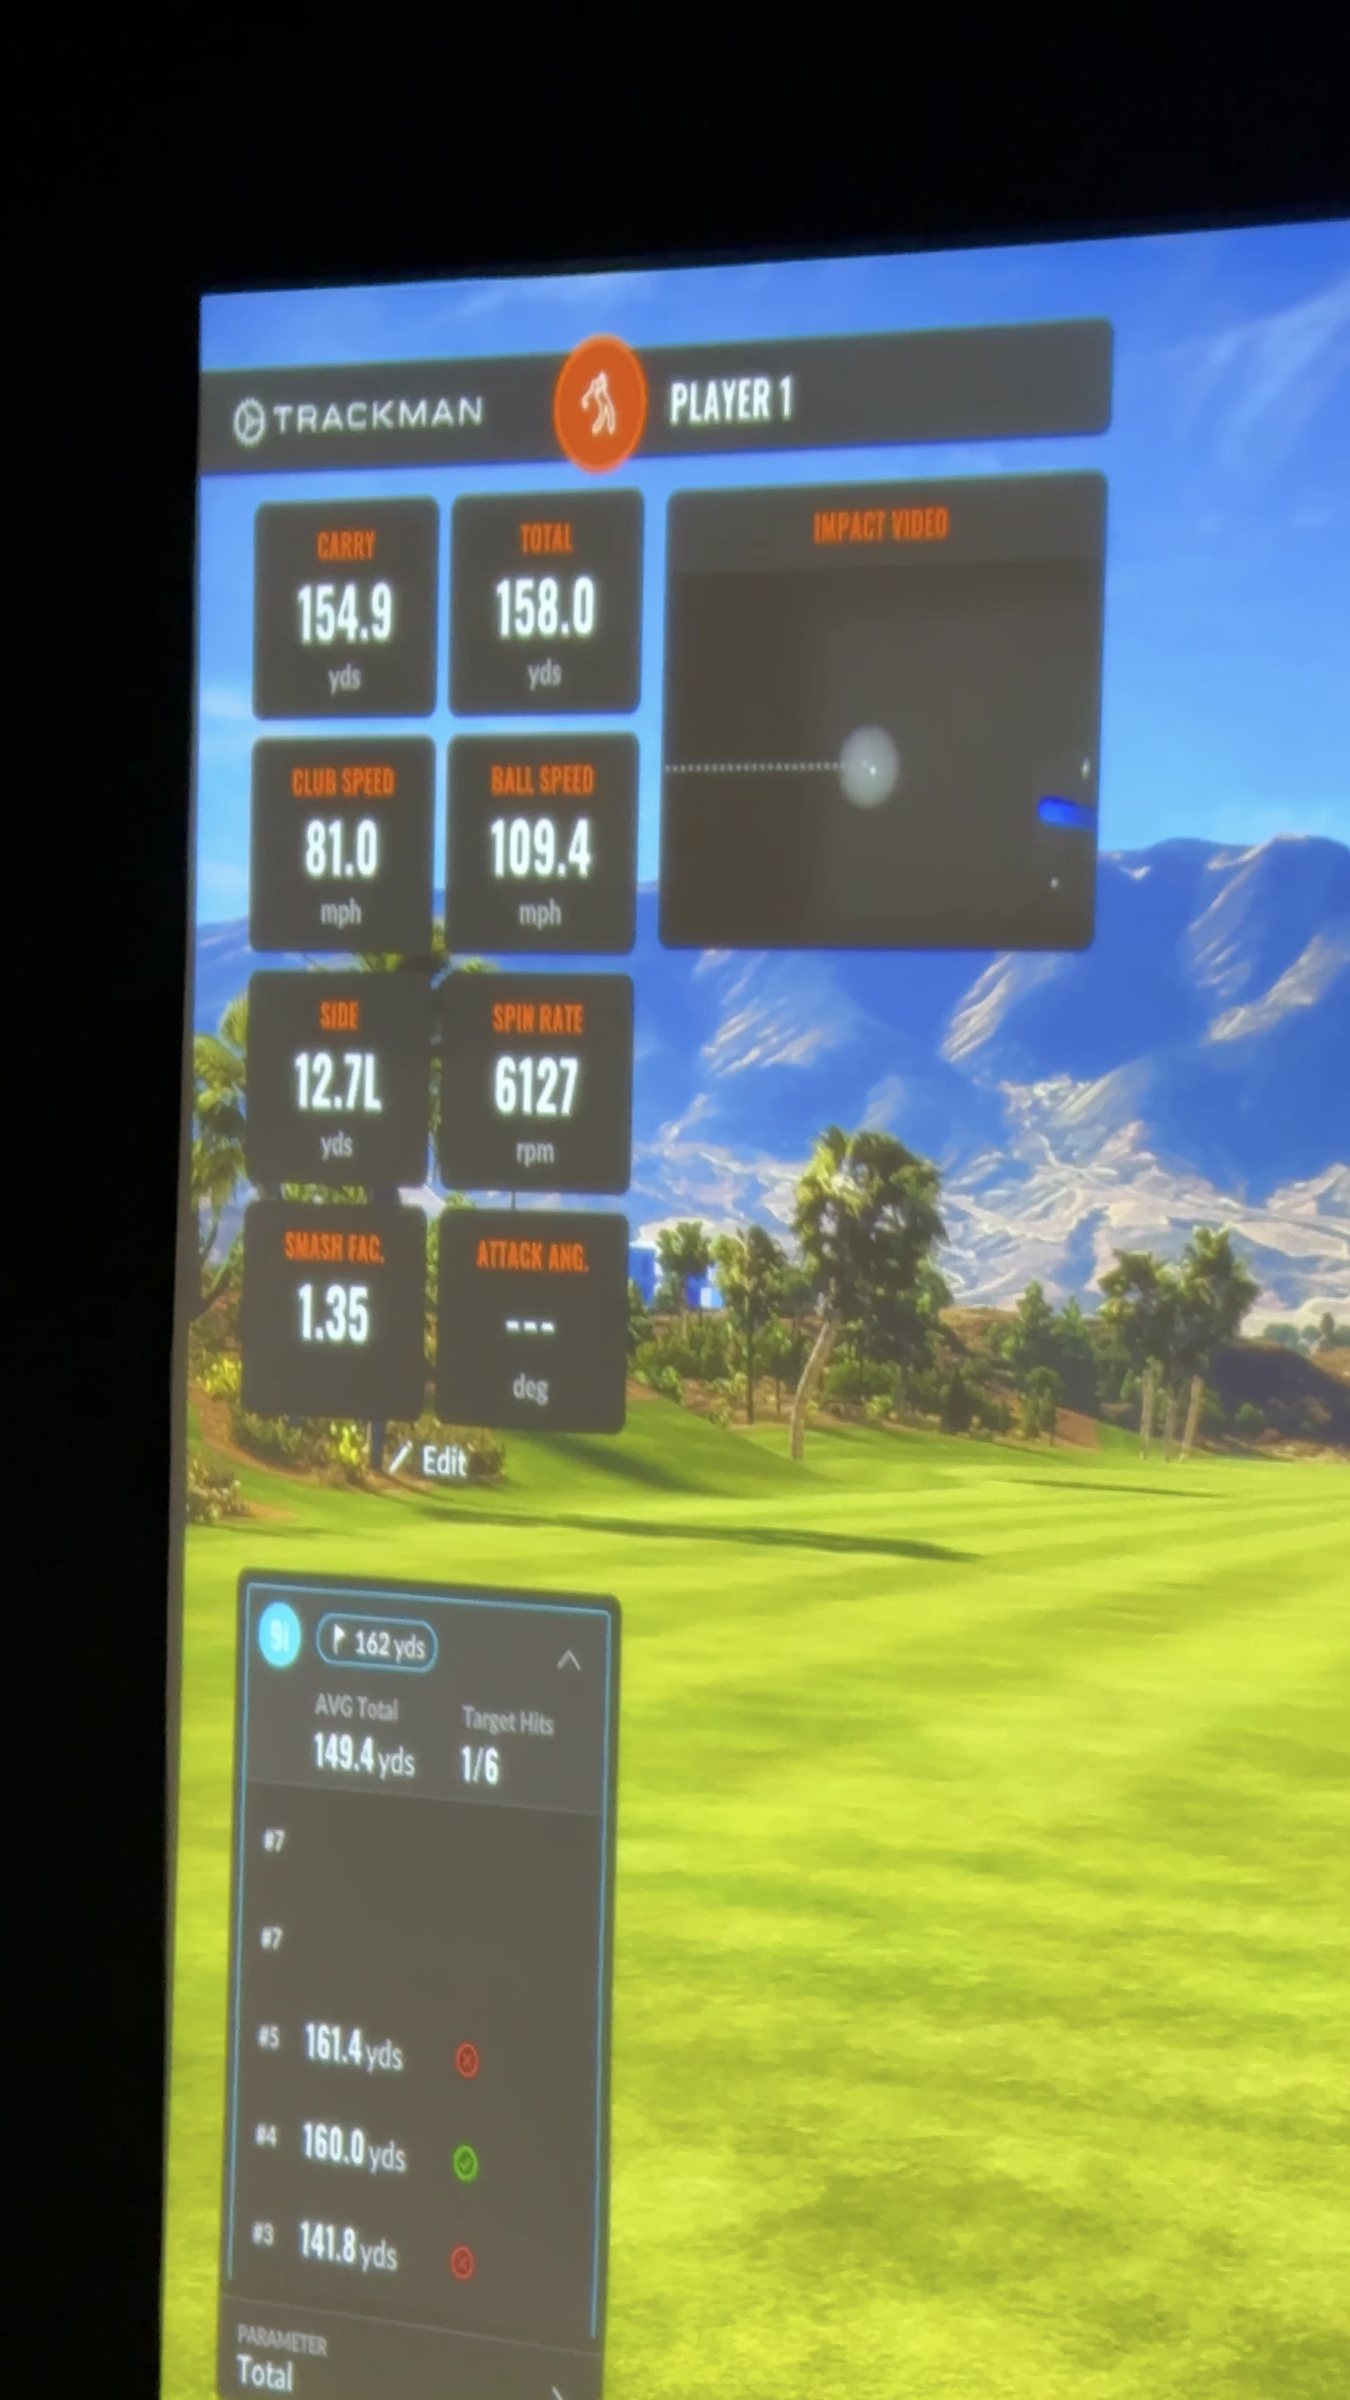 TRACKMAN
PLAYER 1
CARRY
154.9
yds
TOTAL
158.0
yds
IMPACT VIDEO
CLUB SPEED
81.0
mph
BALL SPEED
109.4
mph
SIDE
12.7L
yds
SPIN RATE
6127
rpm
SMASH FAC.
1.35
ATTACK ANG.
---
deg
Edit
9i
162 yds
AVG Total
149.4 yds
Target Hits
1/6
#7
#7
#5 161.4 yds
#4 160.0 yds
#3 141.8 yds
PARAMETER
Total